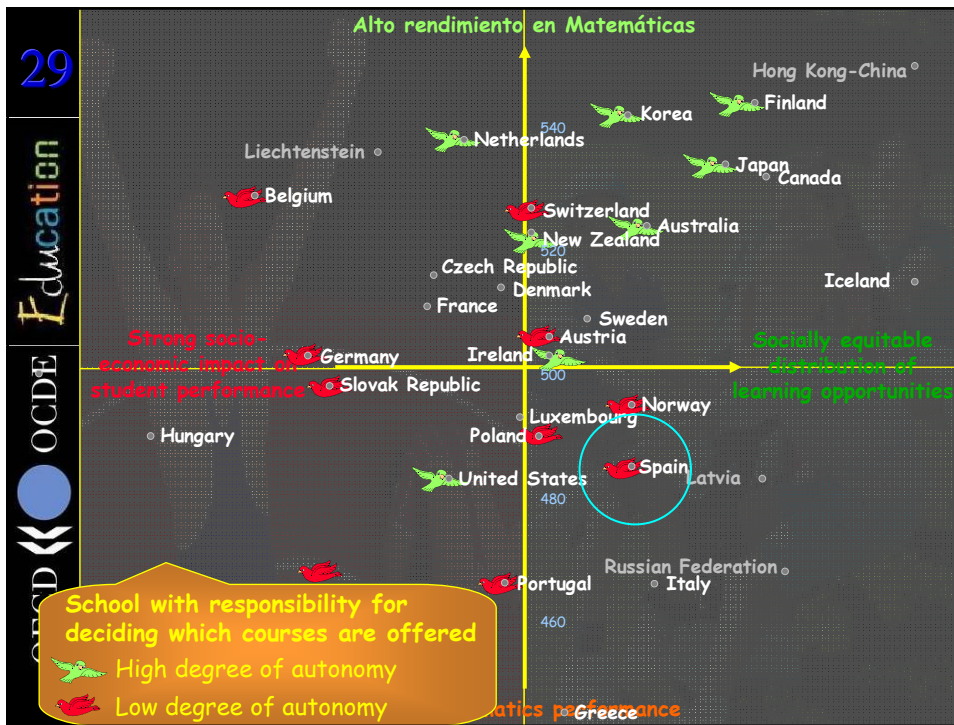 Alto rendimiento en Matemáticas
29
Hong Kong-China
Finland
Korea
540
Netherlands
Liechtenstein
Japan
Canada
Belgium
Switzerland
Australia
New Zealand
520
Czech Republic
Iceland
Denmark
France
Sweden
Education
Strong socio-
economic impact on
student performance
Austria
Ireland
Germany
Socially equitable
distribution of
learning opportunities
500
Slovak Republic
Norway
Luxembourg
Poland
Hungary
Spain
United States
Latvia
480
OECD OCDE
Russian Federation
Portugal
Italy
School with responsibility for
deciding which courses are offered
460
High degree of autonomy
Low degree of autonomy
performance
Greece